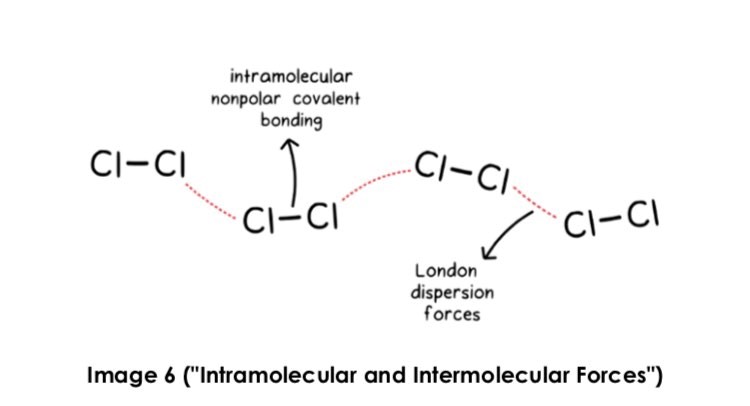 intramolecular
nonpolar covalent
bonding
Cl–Cl
Cl–Cl
Cl–Cl
Cl–Cl
London
dispersion
forces
Image 6 ("Intramolecular and Intermolecular Forces")